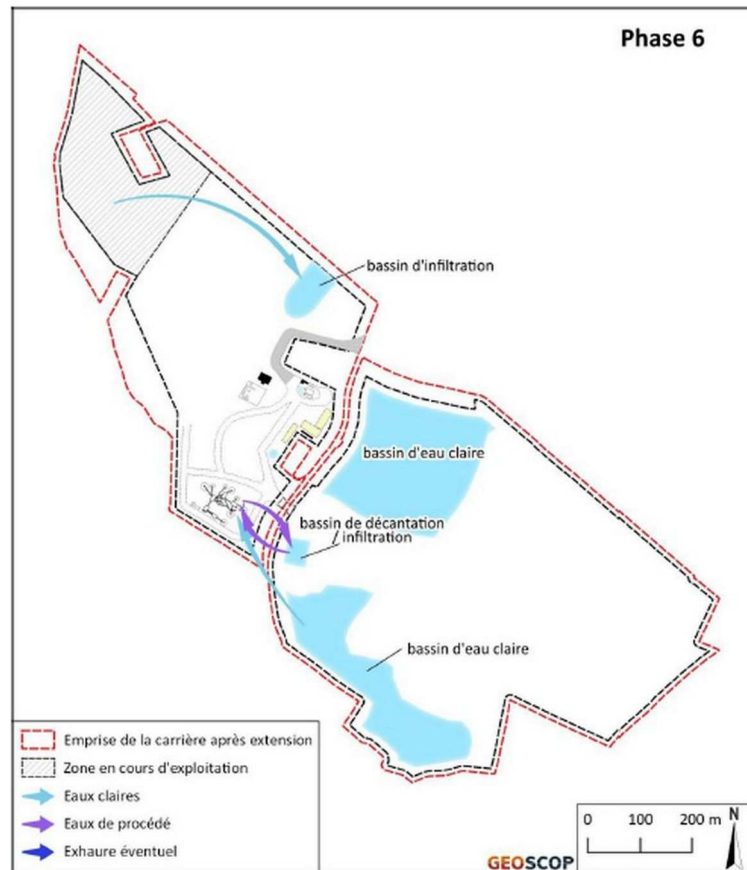 Phase 6
bassin d'infiltration
bassin d'eau claire
bassin de décantation
/ infiltration
bassin d'eau claire
Emprise de la carrière après extension
Zone en cours d'exploitation
Eaux claires
Eaux de procédé
Exhaure éventuel
0 100 200 m
N
GEOSCOP